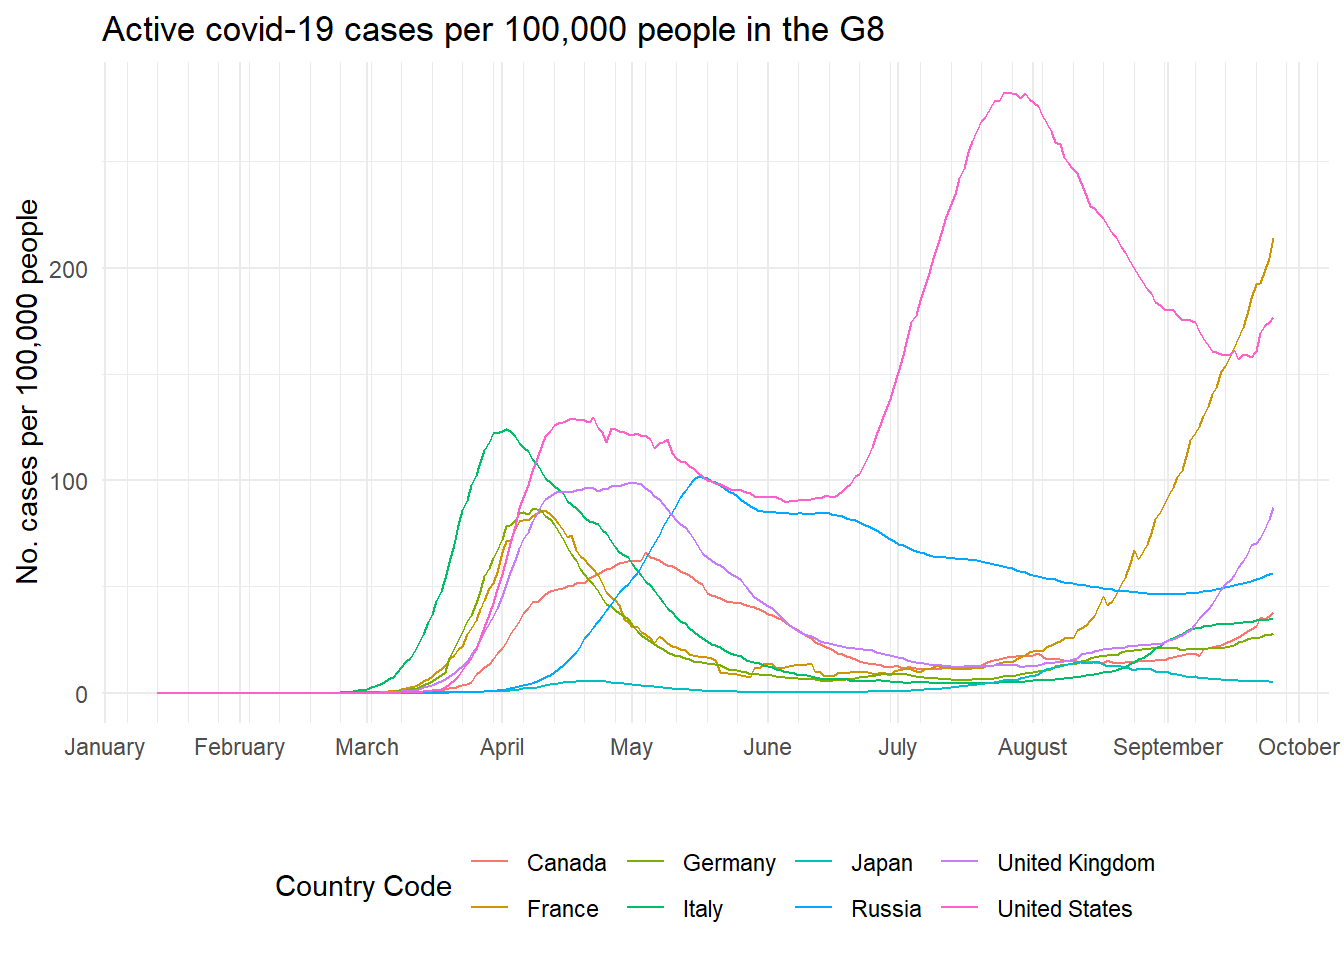 Active covid-19 cases per 100,000 people in the G8
No. cases per 100,000 people
200
100
0
January February March April May June July August September October
Country Code
Canada Germany Japan United Kingdom
France Italy Russia United States